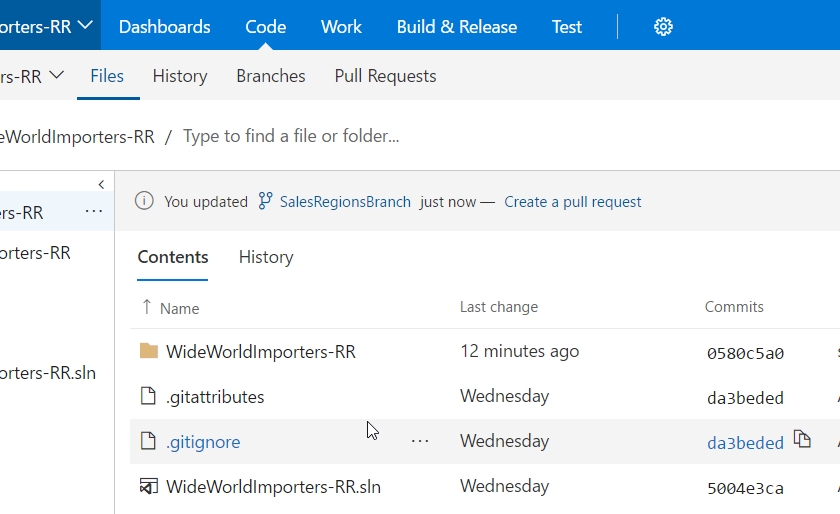 orters-RR Dashboards Code Work Build & Release Test
rs-RR Files History Branches Pull Requests
eWorldImporters-RR / Type to find a file or folder...
You updated SalesRegionsBranch just now — Create a pull request
ers-RR ...
orters-RR
orters-RR.sln
Contents History
↑ Name Last change Commits
WideWorldImporters-RR 12 minutes ago 0580c5a0
.gitattributes Wednesday da3beded
.gitignore ... Wednesday da3beded
WideWorldImporters-RR.sln Wednesday 5004e3ca